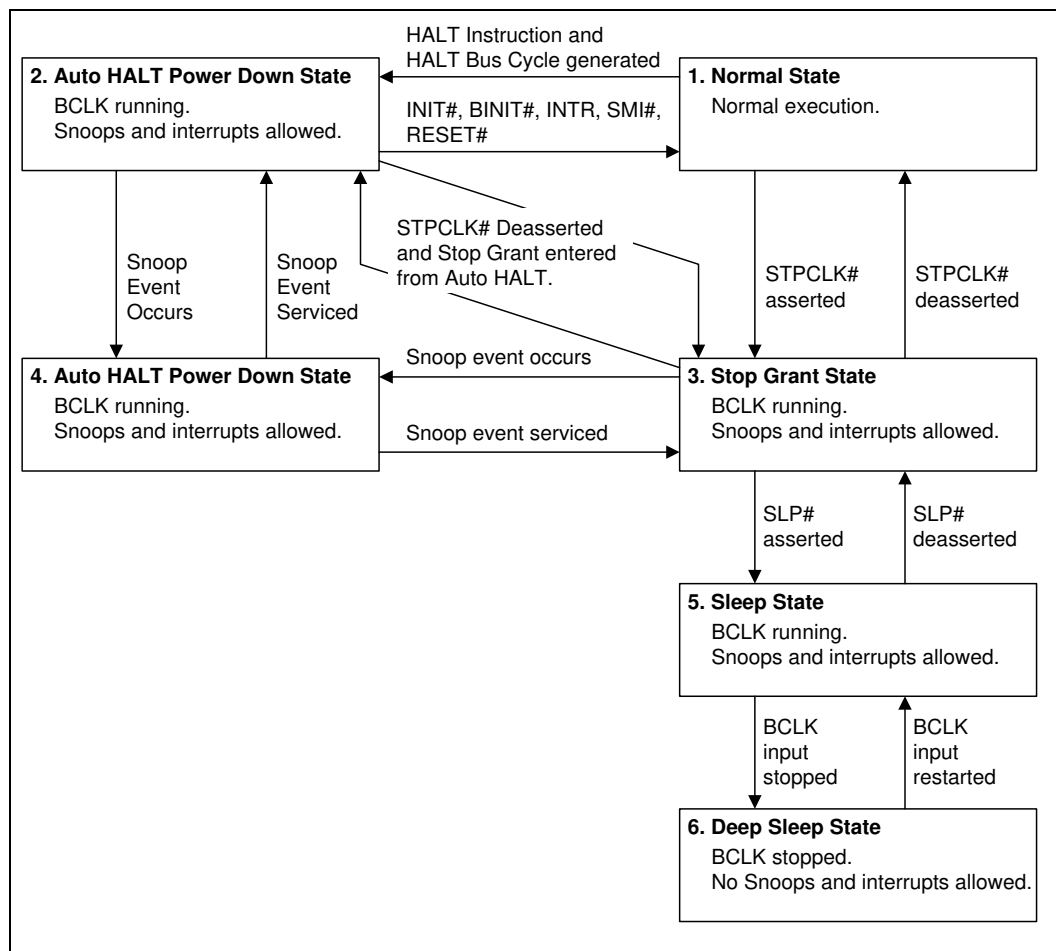 HALT Instruction and
HALT Bus Cycle generated
2. Auto HALT Power Down State
BCLK running.
Snoops and interrupts allowed.
1. Normal State
Normal execution.
INIT#, BINIT#, INTR, SMI#,
RESET#
STPCLK# Deasserted
and Stop Grant entered
from Auto HALT.
Snoop
Event
Occurs
Snoop
Event
Serviced
STPCLK#
asserted
STPCLK#
deasserted
4. Auto HALT Power Down State
BCLK running.
Snoops and interrupts allowed.
Snoop event occurs
Snoop event serviced
3. Stop Grant State
BCLK running.
Snoops and interrupts allowed.
SLP#
asserted
SLP#
deasserted
5. Sleep State
BCLK running.
Snoops and interrupts allowed.
BCLK
input
stopped
BCLK
input
restarted
6. Deep Sleep State
BCLK stopped.
No Snoops and interrupts allowed.